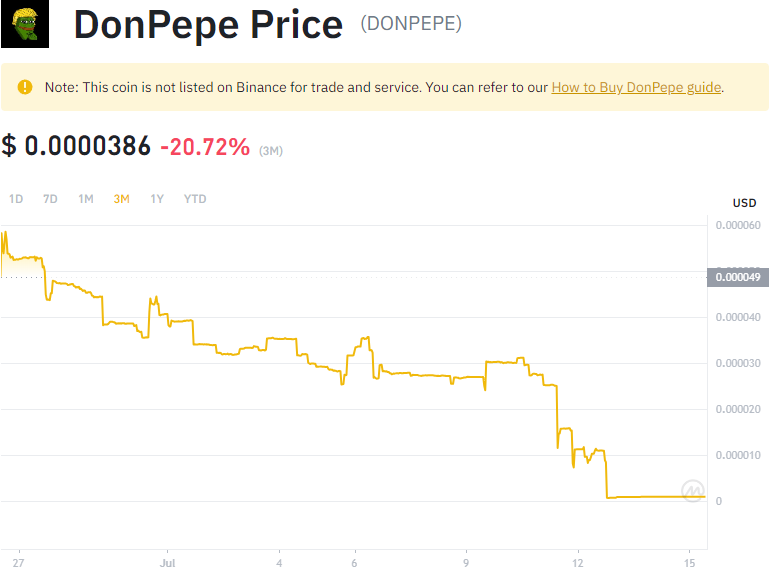 DonPepe Price (DONPEPE)
Note: This coin is not listed on Binance for trade and service. You can refer to our How to Buy DonPepe guide.
$ 0.0000386 -20.72% (3M)
1D 7D 1M 3M 1Y YTD
USD
0.000060
0.000049
0.000040
0.000030
0.000020
0.000010
0
27 Jul 4 6 9 12 15